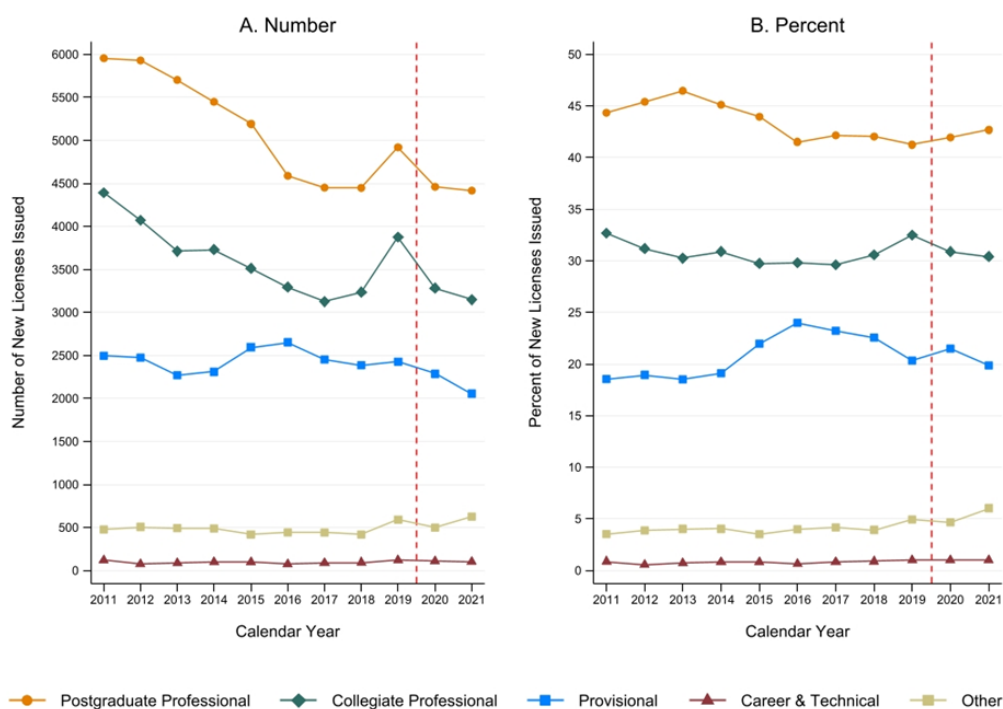 A. Number
Number of New Licenses Issued
6000
5500
5000
4500
4000
3500
3000
2500
2000
1500
1000
500
0
2011 2012 2013 2014 2015 2016 2017 2018 2019 2020 2021
Calendar Year
B. Percent
Percent of New Licenses Issued
50
45
40
35
30
25
20
15
10
5
0
2011 2012 2013 2014 2015 2016 2017 2018 2019 2020 2021
Calendar Year
Postgraduate Professional Collegiate Professional Provisional Career & Technical Other